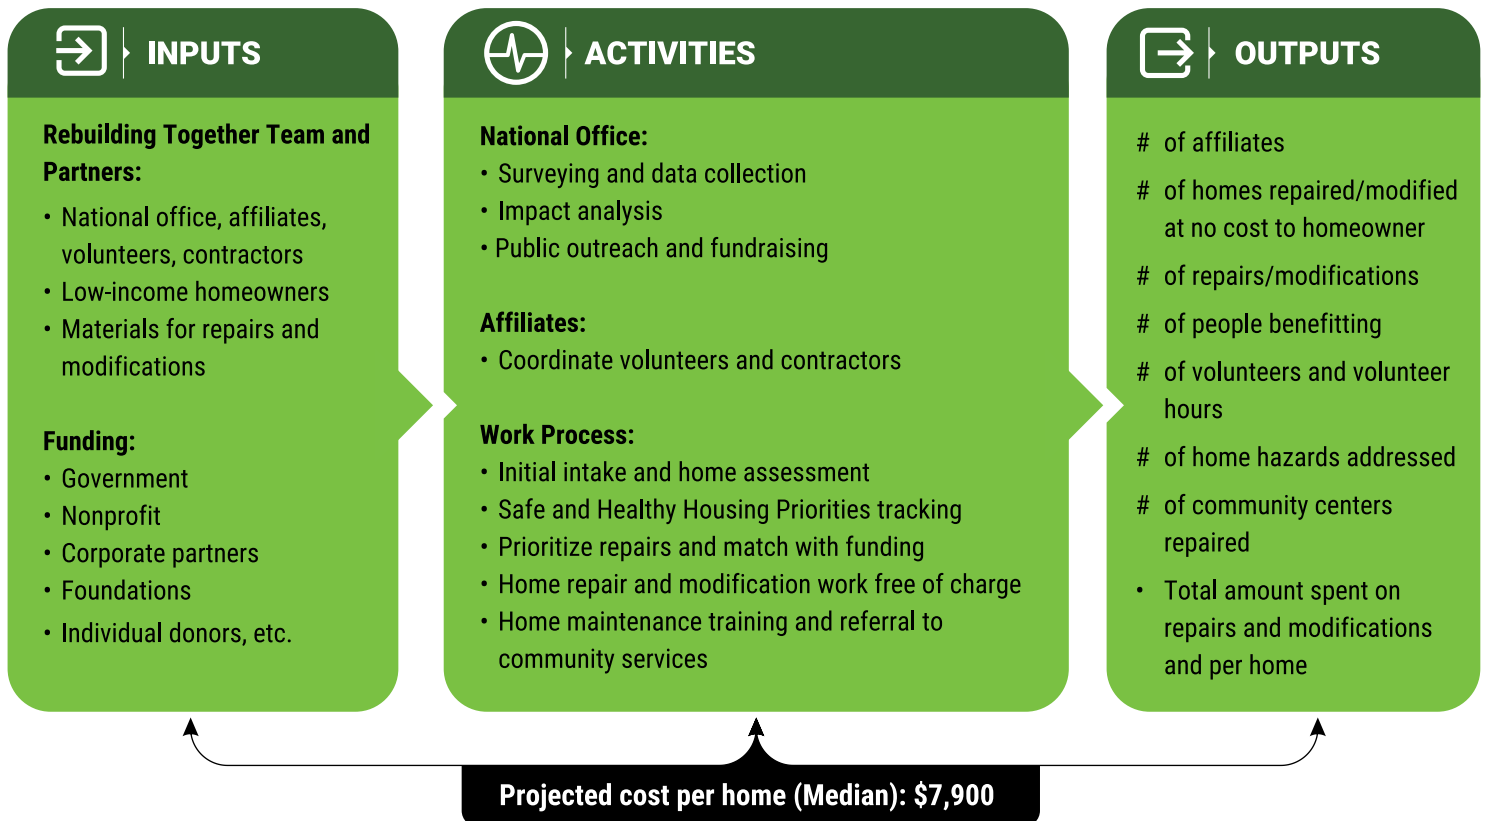 INPUTS
Rebuilding Together Team and
Partners:
• National office, affiliates,
volunteers, contractors
• Low-income homeowners
• Materials for repairs and
modifications
Funding:
• Government
• Nonprofit
• Corporate partners
• Foundations
• Individual donors, etc.
ACTIVITIES
National Office:
• Surveying and data collection
• Impact analysis
• Public outreach and fundraising
Affiliates:
• Coordinate volunteers and contractors
Work Process:
• Initial intake and home assessment
• Safe and Healthy Housing Priorities tracking
• Prioritize repairs and match with funding
• Home repair and modification work free of charge
• Home maintenance training and referral to
community services
OUTPUTS
# of affiliates
# of homes repaired/modified
at no cost to homeowner
# of repairs/modifications
# of people benefitting
# of volunteers and volunteer
hours
# of home hazards addressed
# of community centers
repaired
• Total amount spent on
repairs and modifications
and per home
Projected cost per home (Median): $7,900